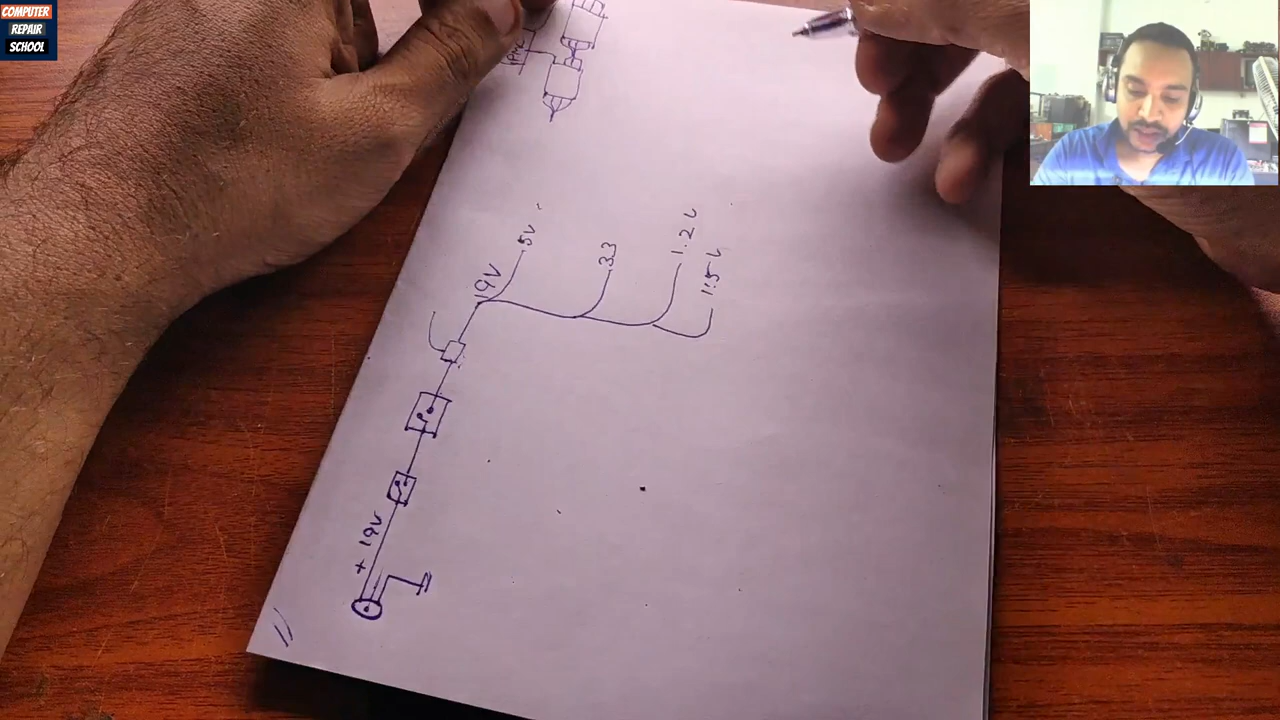 COMPUTER
REPAIR
SCHOOL
+ 19V
19V
5V
3.3
1.2V
1.5V